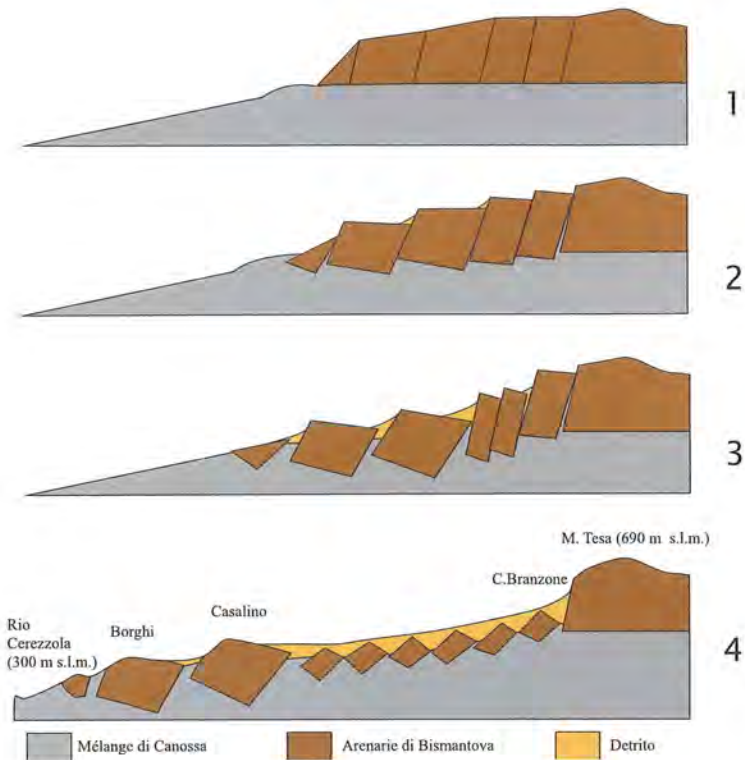 1
2
3
M. Tesa (690 m s.l.m.)
C.Branzone
Casalino
Borghi
Rio
Cerezzola
(300 m s.l.m.)
4
Mélange di Canossa
Arenarie di Bismantova
Detrito